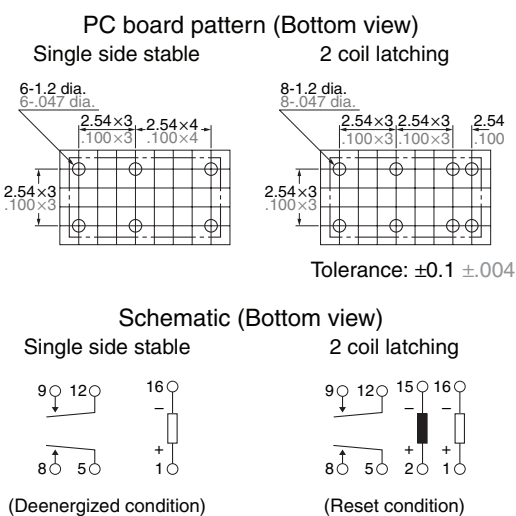 PC board pattern (Bottom view)
Single side stable
2 coil latching
6-1.2 dia.
6-.047 dia.
2.54×3
.100×3
2.54×4
.100×4
2.54×3
.100×3
8-1.2 dia.
8-.047 dia.
2.54×3
.100×3
2.54×3
.100×3
2.54
.100
2.54×3
.100×3
Tolerance: ±0.1 ±.004
Schematic (Bottom view)
Single side stable
2 coil latching
9 12 16
–
+
8 5 1
(Deenergized condition)
9 12 15 16
– –
+ +
8 5 2 1
(Reset condition)